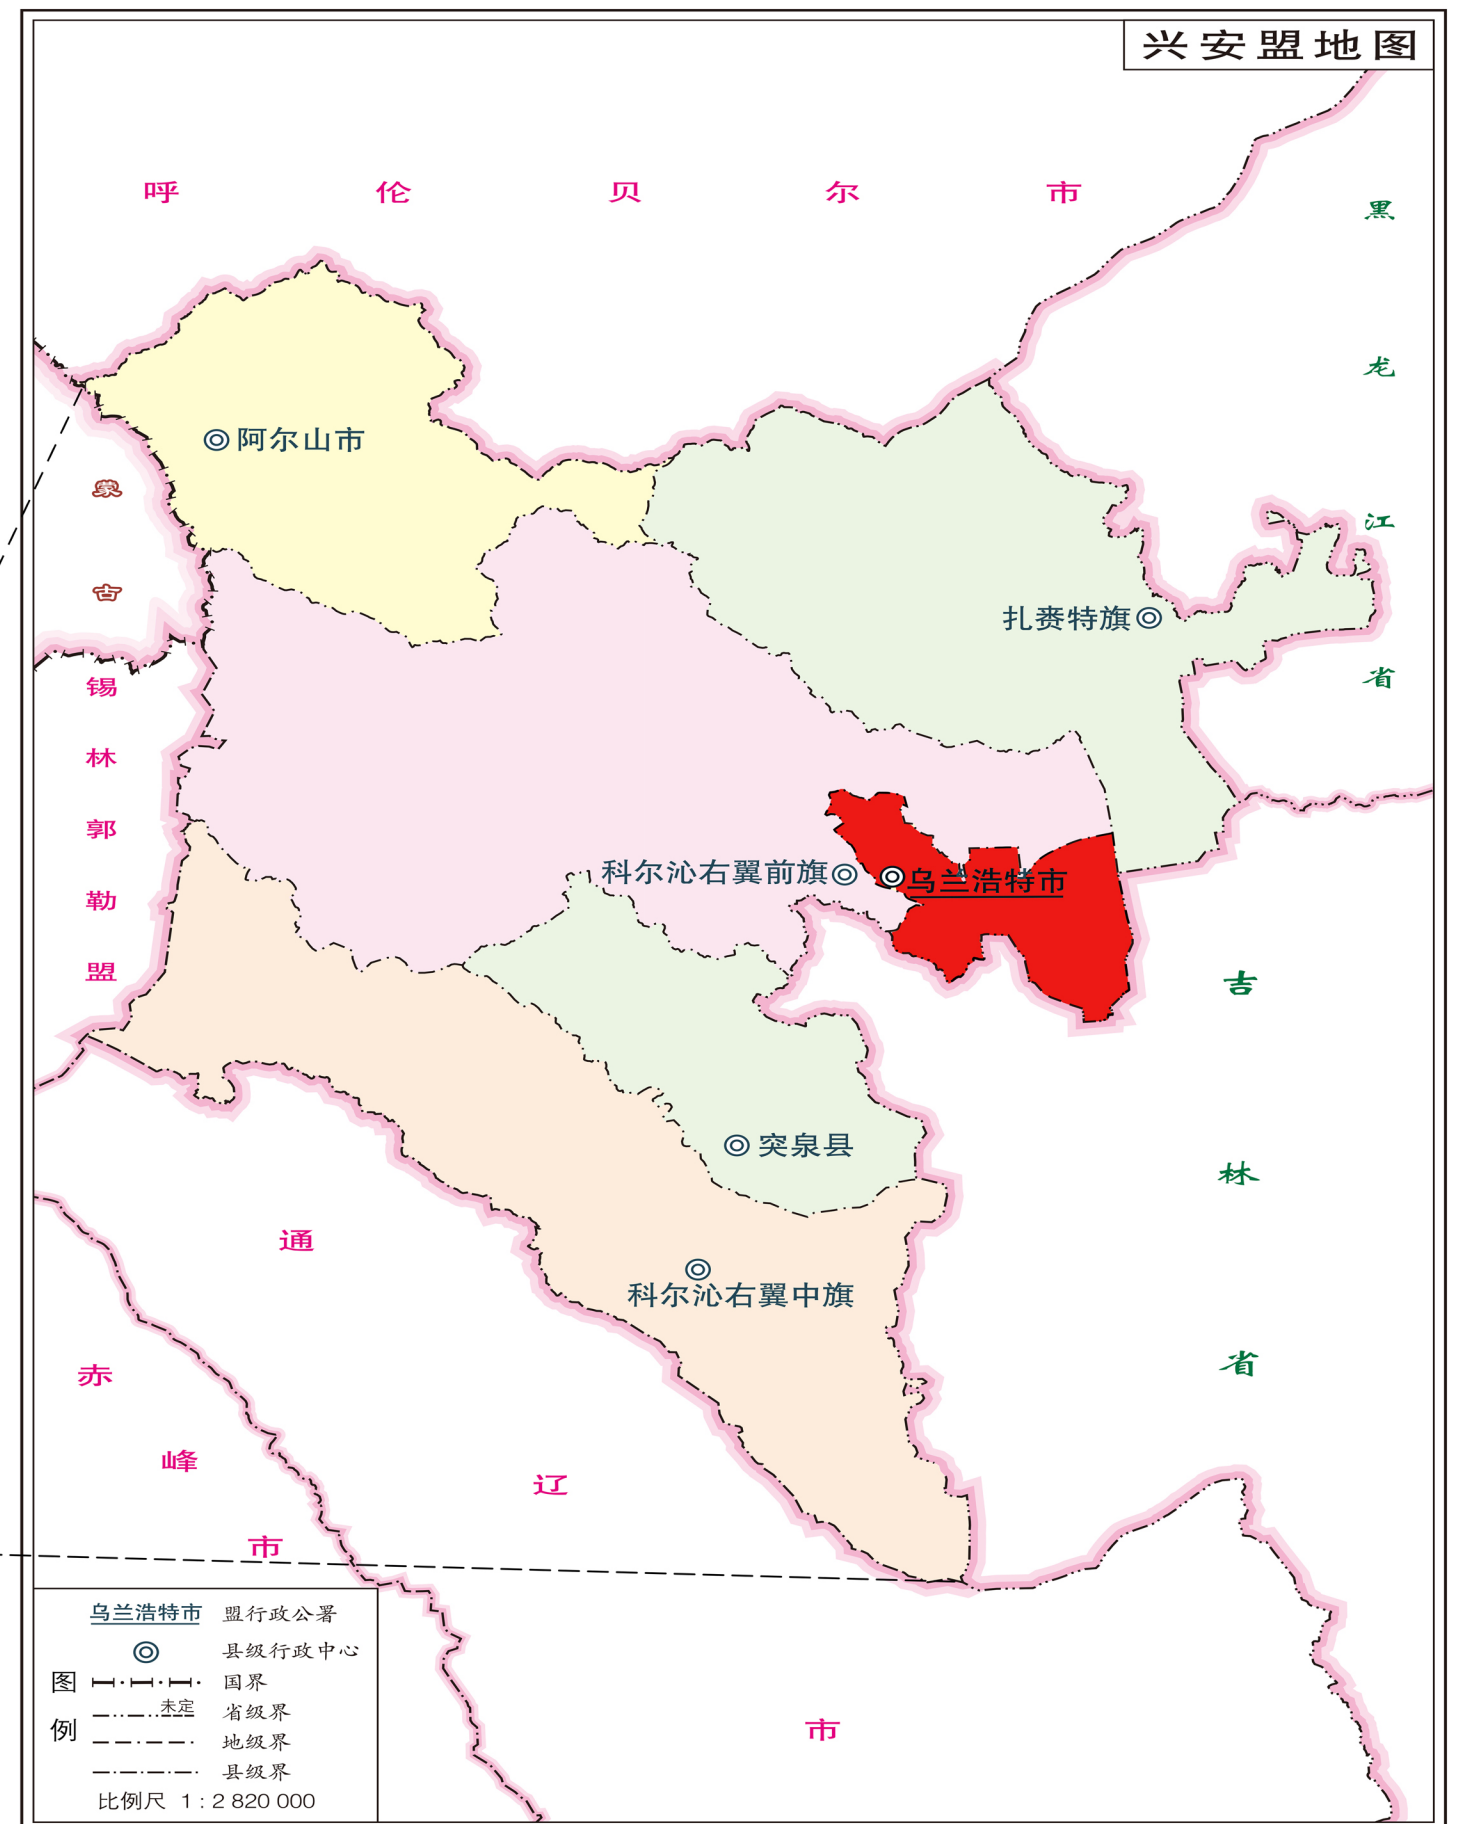 兴安盟地图
呼伦贝尔市
黑龙江省
阿尔山市
蒙古
扎赉特旗
锡林郭勒盟
科尔沁右翼前旗
乌兰浩特市
吉林省
突泉县
科尔沁右翼中旗
通辽市
赤峰市
图例
乌兰浩特市 盟行政公署
县级行政中心
国界
未定 省级界
地级界
县级界
比例尺 1:2 820 000